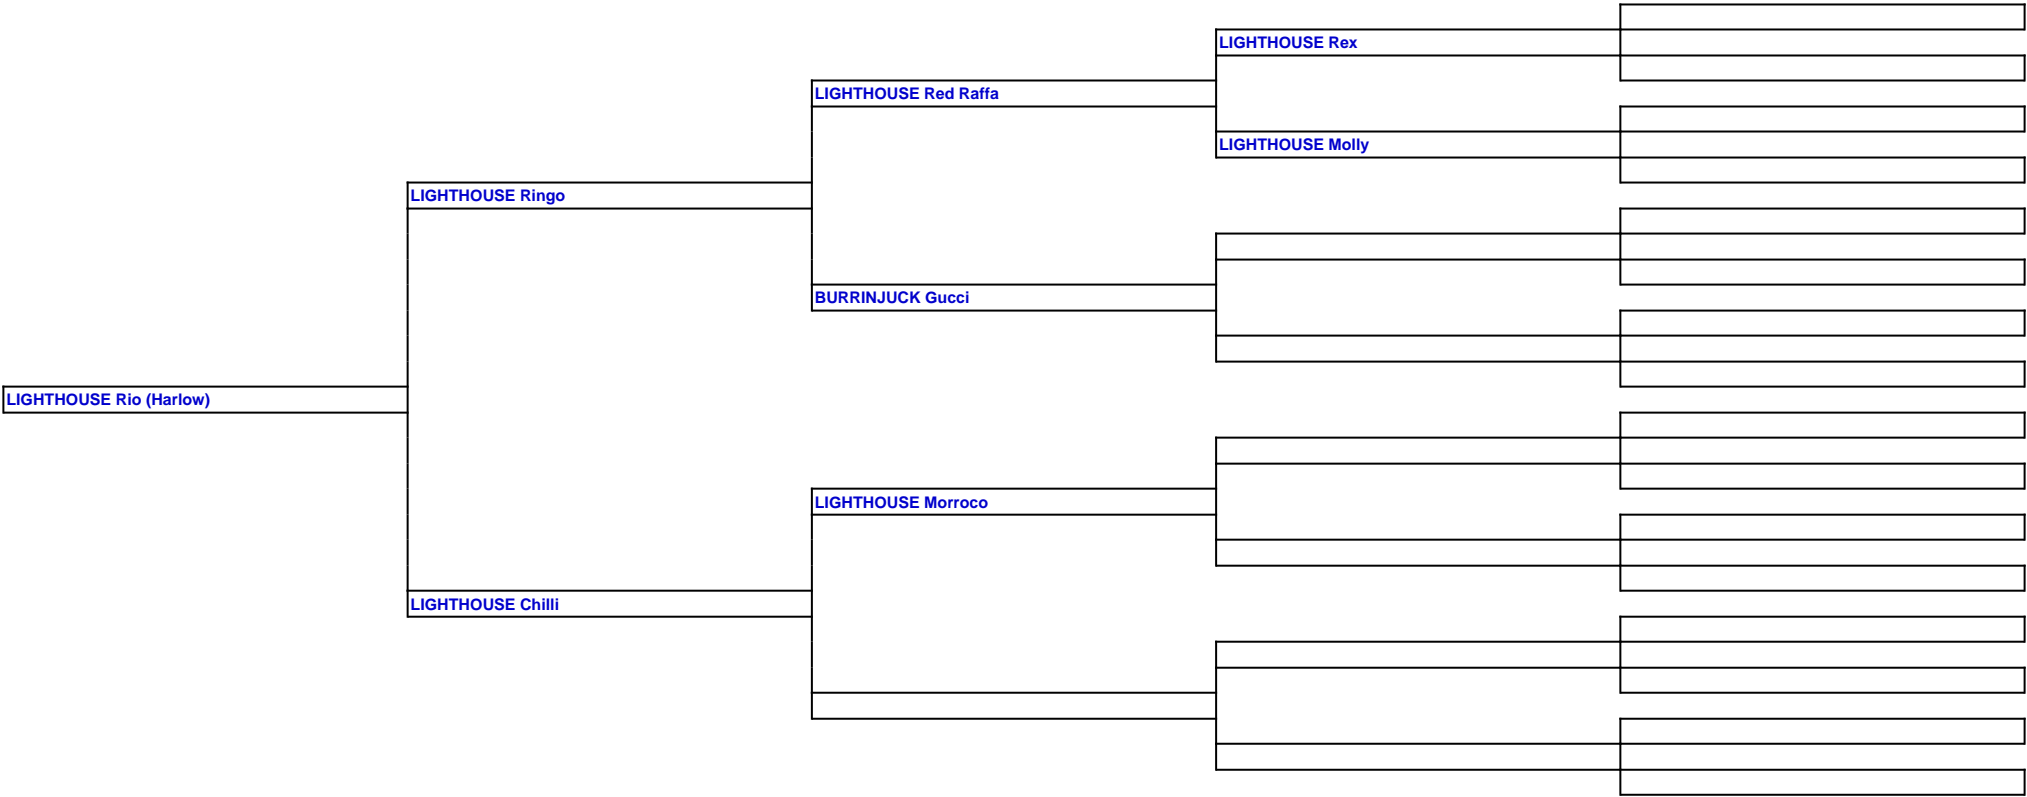 LIGHTHOUSE Rex
LIGHTHOUSE Red Raffa
LIGHTHOUSE Molly
LIGHTHOUSE Ringo
BURRINJUCK Gucci
LIGHTHOUSE Rio (Harlow)
LIGHTHOUSE Morroco
LIGHTHOUSE Chilli